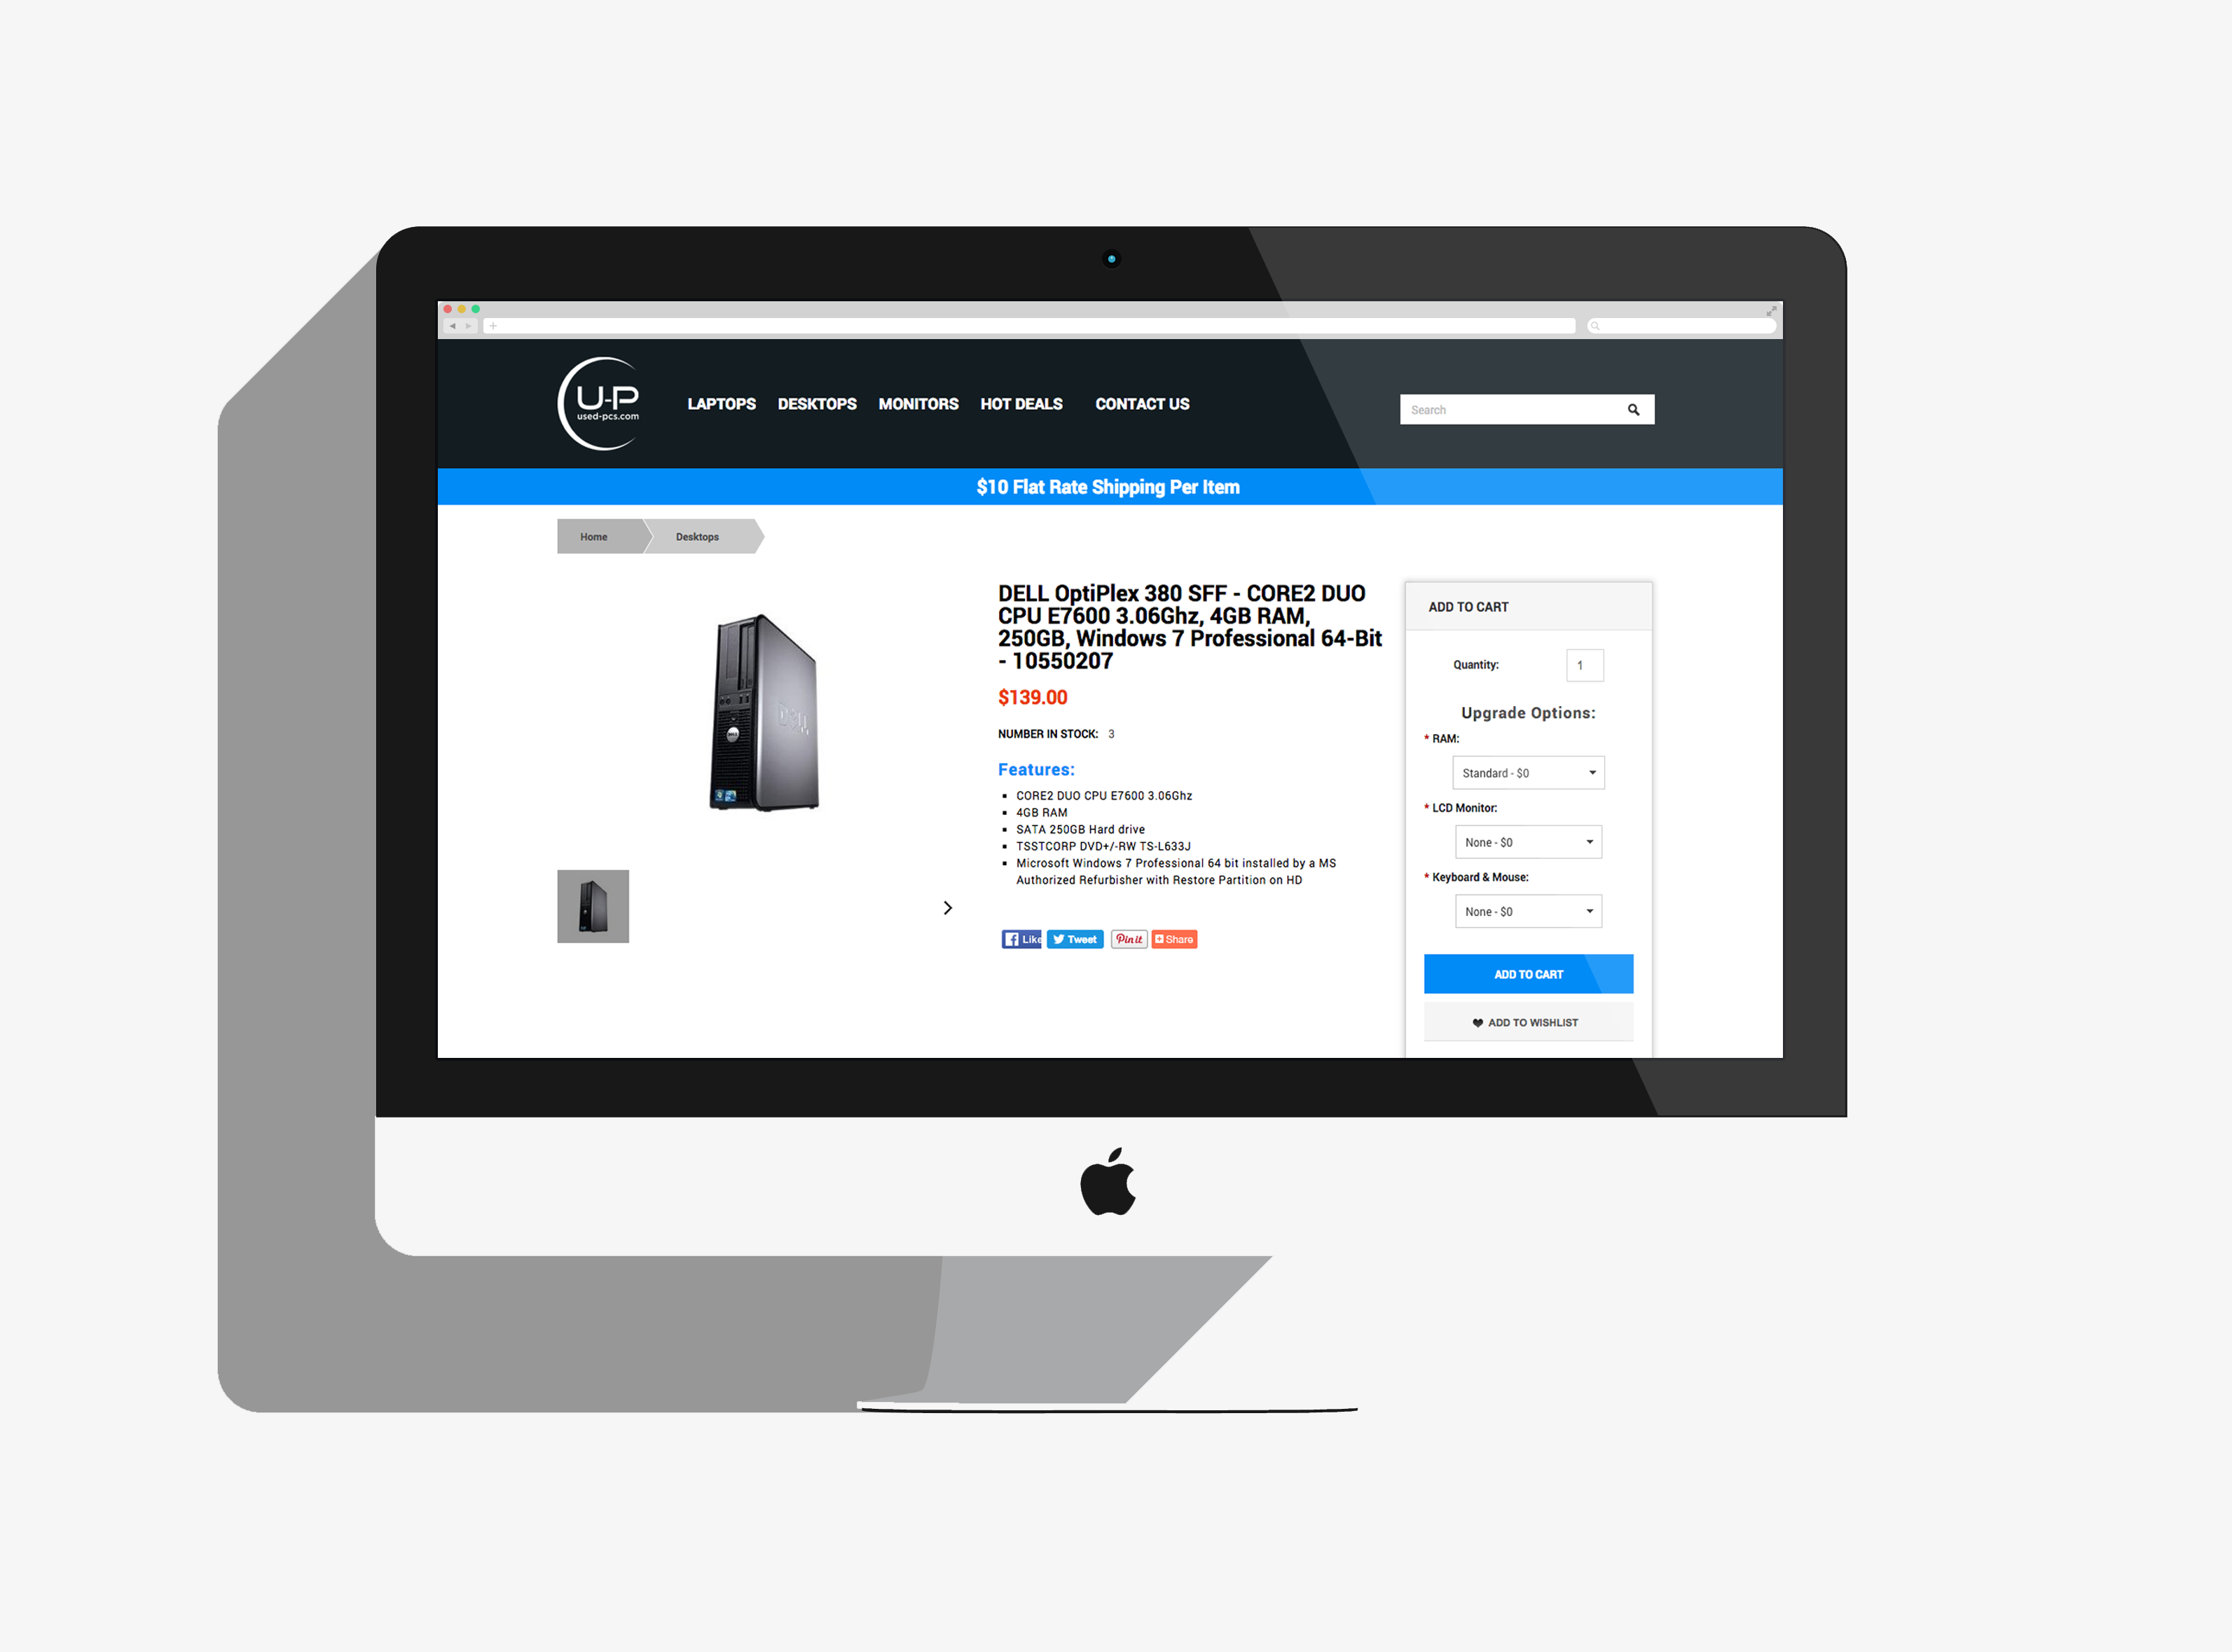 U-P
used-pcs.com
LAPTOPS DESKTOPS MONITORS HOT DEALS CONTACT US
Search
$10 Flat Rate Shipping Per Item
Home Desktops
DELL OptiPlex 380 SFF - CORE2 DUO
CPU E7600 3.06Ghz, 4GB RAM,
250GB, Windows 7 Professional 64-Bit
- 10550207
$139.00
NUMBER IN STOCK: 3
Features:
CORE2 DUO CPU E7600 3.06Ghz
4GB RAM
SATA 250GB Hard drive
TSSTCORP DVD+/-RW TS-L633J
Microsoft Windows 7 Professional 64 bit installed by a MS
Authorized Refurbisher with Restore Partition on HD
Like Tweet Pin it Share
ADD TO CART
Quantity: 1
Upgrade Options:
* RAM:
Standard - $0
* LCD Monitor:
None - $0
* Keyboard & Mouse:
None - $0
ADD TO CART
ADD TO WISHLIST
DELL